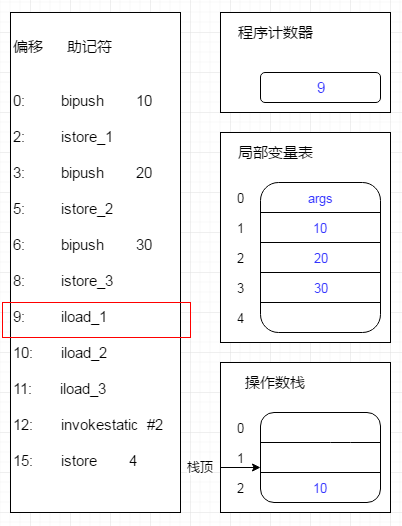 偏移 助记符
0: bipush 10
2: istore_1
3: bipush 20
5: istore_2
6: bipush 30
8: istore_3
9: iload_1
10: iload_2
11: iload_3
12: invokestatic #2
15: istore 4
程序计数器
9
局部变量表
0 args
1 10
2 20
3 30
4
操作数栈
0
1
栈顶
2 10